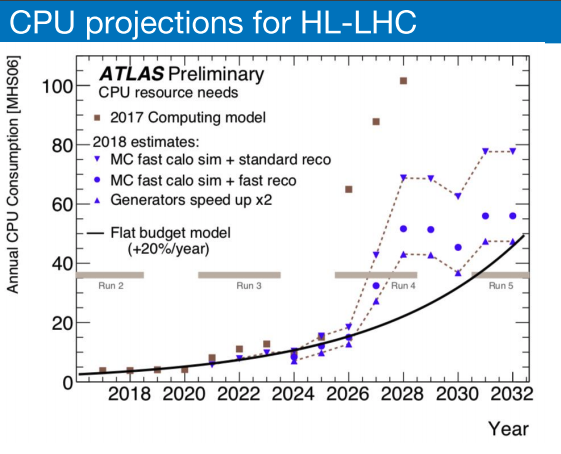 CPU projections for HL-LHC
Annual CPU Consumption [MHS06]
ATLAS Preliminary
CPU resource needs
2017 Computing model
2018 estimates:
MC fast calo sim + standard reco
MC fast calo sim + fast reco
Generators speed up x2
Flat budget model
(+20%/year)
100
80
60
40
20
0
Run 2
Run 3
Run 4
Run 5
2018 2020 2022 2024 2026 2028 2030 2032
Year